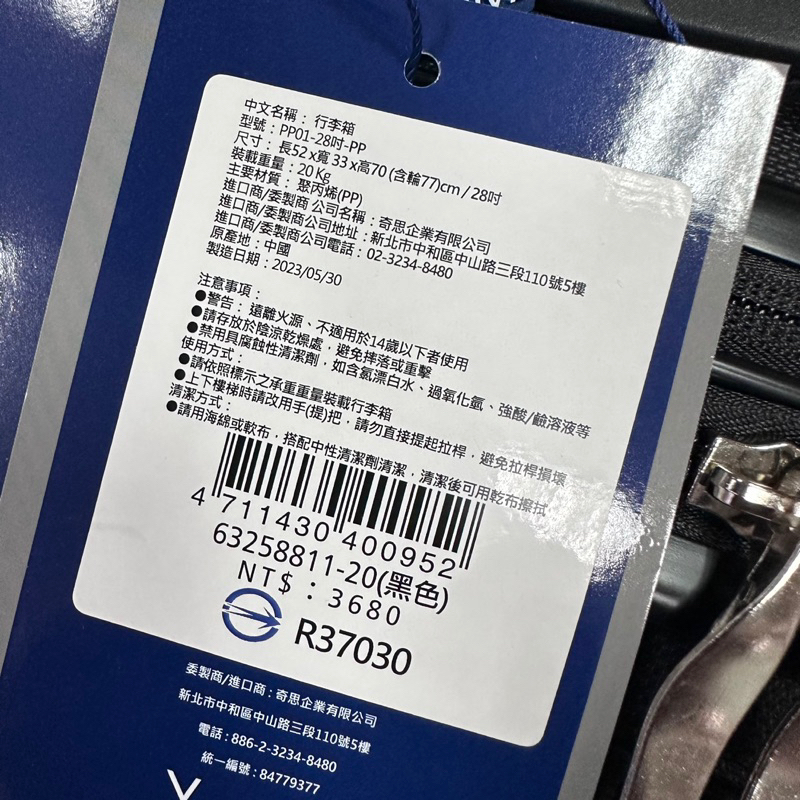 中文名稱：行李箱
型號：PP01-28吋-PP
尺寸：長52 x寬 33 x高70 (含輪77)cm / 28吋
裝載重量：20 Kg
主要材質：聚丙烯(PP)
進口商/委製商 公司名稱：奇思企業有限公司
進口商/委製商公司地址：新北市中和區中山路三段110號5樓
進口商/委製商公司電話：02-3234-8480
原產地：中國
製造日期：2023/05/30
注意事項：
●警告：遠離火源、不適用於14歲以下者使用
●請存放於陰涼乾燥處，避免摔落或重擊
●禁用具腐蝕性清潔劑，如含氯漂白水、過氧化氫、強酸/鹼溶液等
使用方式：
●請依照標示之承重重量裝載行李箱
●上下樓梯時請改用手(提)把，請勿直接提起拉桿，避免拉桿損壞
清潔方式：
●請用海綿或軟布，搭配中性清潔劑清潔，清潔後可用乾布擦拭
4 711430 400952
63258811-20(黑色)
NT$：3680
R37030
委製商/進口商：奇思企業有限公司
新北市中和區中山路三段110號5樓
電話：886-2-3234-8480
統一編號：84779377